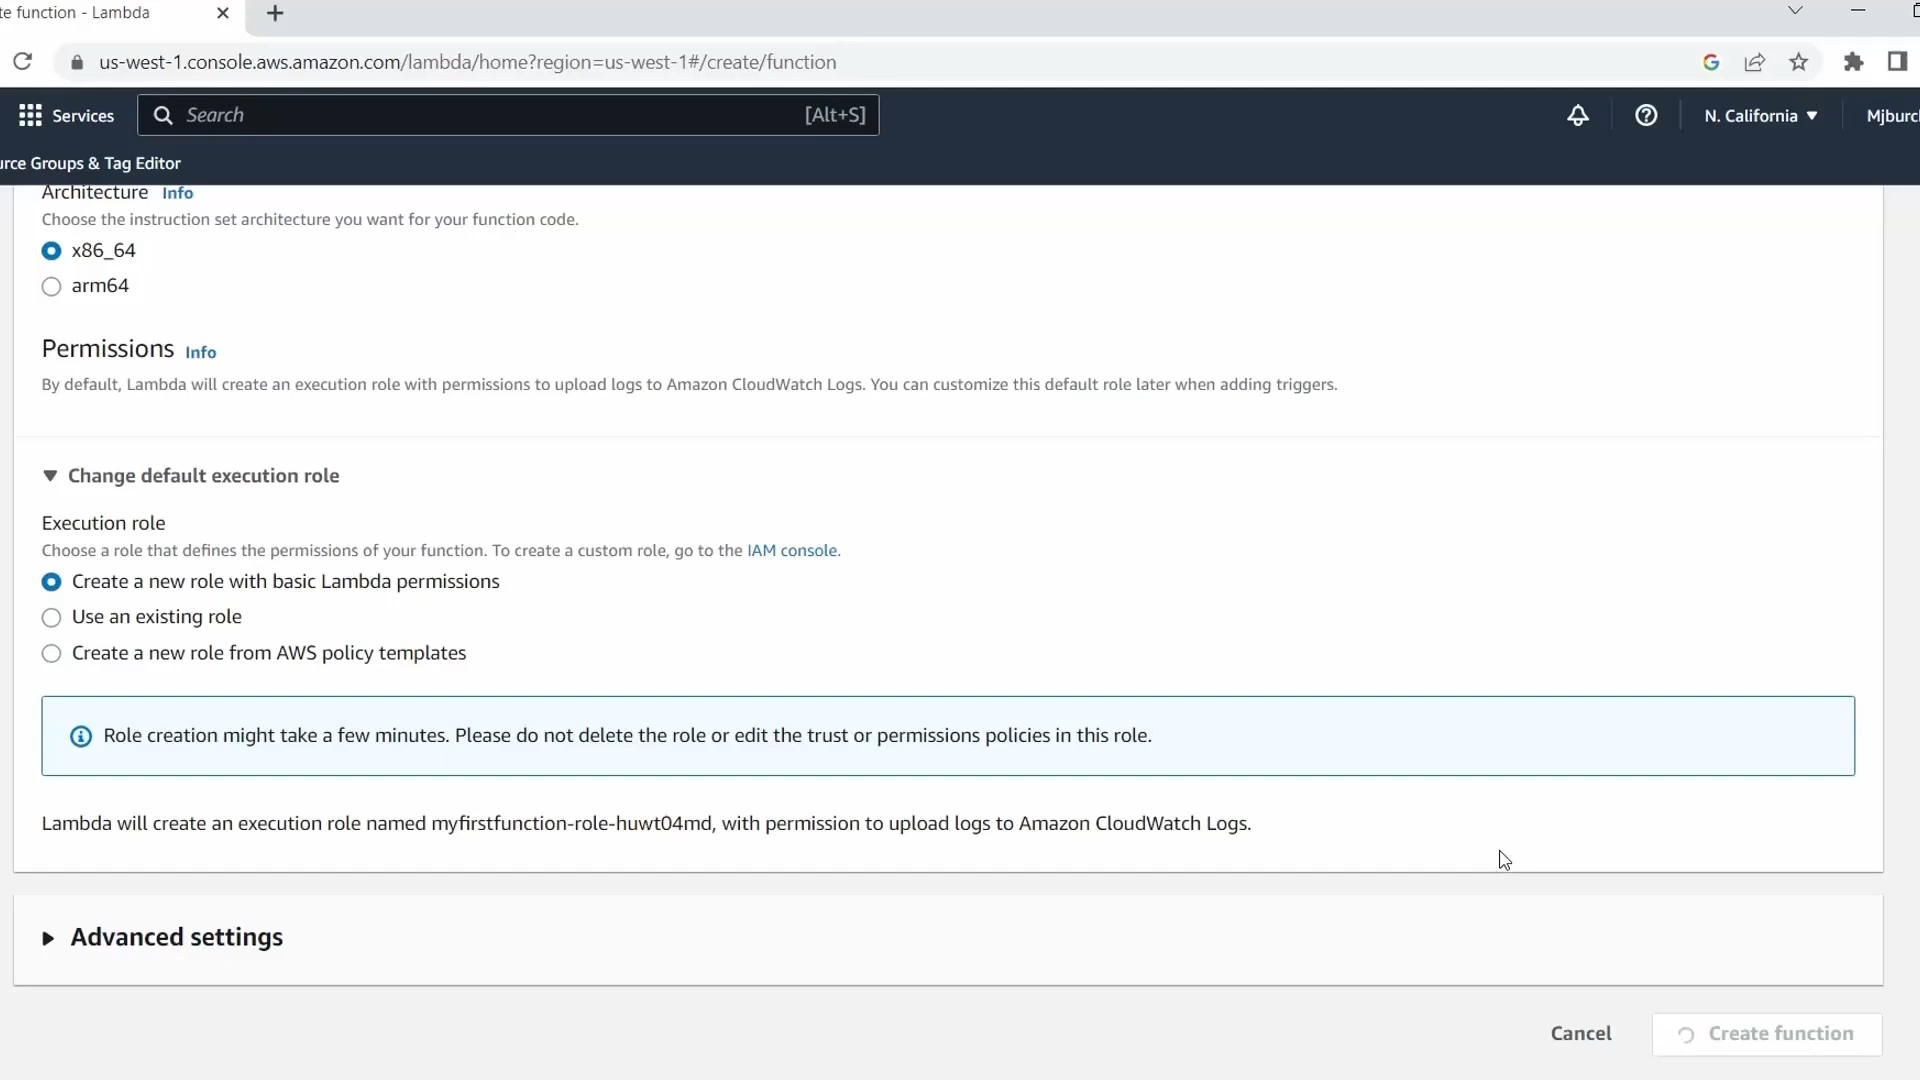 te function - Lambda
us-west-1.console.aws.amazon.com/lambda/home?region=us-west-1#/create/function
Services
Search
[Alt+S]
N. California
Mjburc
urce Groups & Tag Editor
Architecture Info
Choose the instruction set architecture you want for your function code.
x86_64
arm64
Permissions Info
By default, Lambda will create an execution role with permissions to upload logs to Amazon CloudWatch Logs. You can customize this default role later when adding triggers.
Change default execution role
Execution role
Choose a role that defines the permissions of your function. To create a custom role, go to the IAM console.
Create a new role with basic Lambda permissions
Use an existing role
Create a new role from AWS policy templates
Role creation might take a few minutes. Please do not delete the role or edit the trust or permissions policies in this role.
Lambda will create an execution role named myfirstfunction-role-huwt04md, with permission to upload logs to Amazon CloudWatch Logs.
Advanced settings
Cancel
Create function